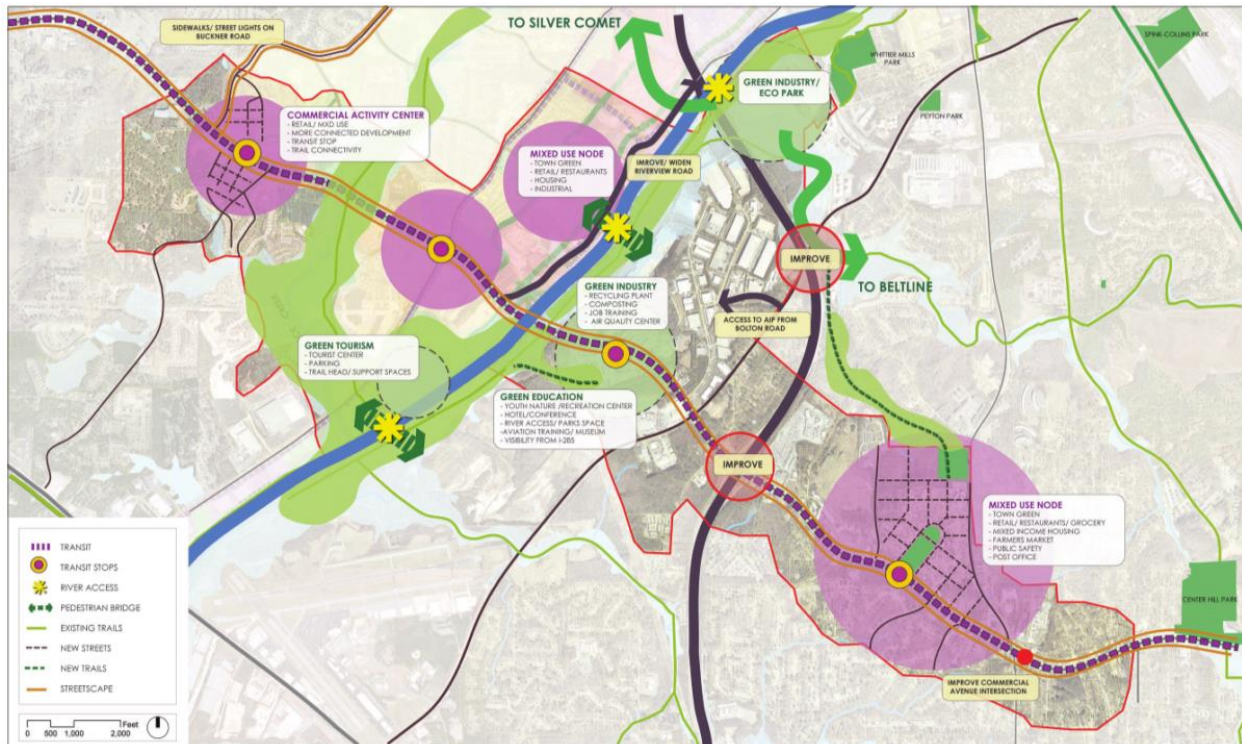 TO SILVER COMET
SIDEWALKS/ STREET LIGHTS ON
BUCKNER ROAD
SPINK-COLLINS PARK
WHITTIER MILLS
PARK
GREEN INDUSTRY/
ECO PARK
PEYTON PARK
COMMERCIAL ACTIVITY CENTER
- RETAIL/ MXD USE
- MORE CONNECTED DEVELOPMENT
- TRANSIT STOP
- TRAIL CONNECTIVITY
MIXED USE NODE
- TOWN GREEN
- RETAIL/ RESTAURANTS
- HOUSING
- INDUSTRIAL
IMROVE/ WIDEN
RIVERVIEW ROAD
IMPROVE
TO BELTLINE
GREEN INDUSTRY
- RECYCLING PLANT
- COMPOSTING
- JOB TRAINING
- AIR QUALITY CENTER
ACCESS TO AIP FROM
BOLTON ROAD
GREEN TOURISM
- TOURIST CENTER
- PARKING
- TRAIL HEAD/ SUPPORT SPACES
GREEN EDUCATION
- YOUTH NATURE /RECREATION CENTER
- HOTEL/CONFERENCE
- RIVER ACCESS/ PARKS SPACE
-AVIATION TRAINING/ MUSEUM
- VISIBILITY FROM I-285
IMPROVE
MIXED USE NODE
- TOWN GREEN
- RETAIL/ RESTAURANTS/ GROCERY
- MIXED INCOME HOUSING
- FARMERS MARKET
- PUBLIC SAFETY
- POST OFFICE
CENTER HILL PARK
IMPROVE COMMERCIAL
AVENUE INTERSECTION
TRANSIT
TRANSIT STOPS
RIVER ACCESS
PEDESTRIAN BRIDGE
EXISTING TRAILS
NEW STREETS
NEW TRAILS
STREETSCAPE
Feet
0 500 1,000 2,000